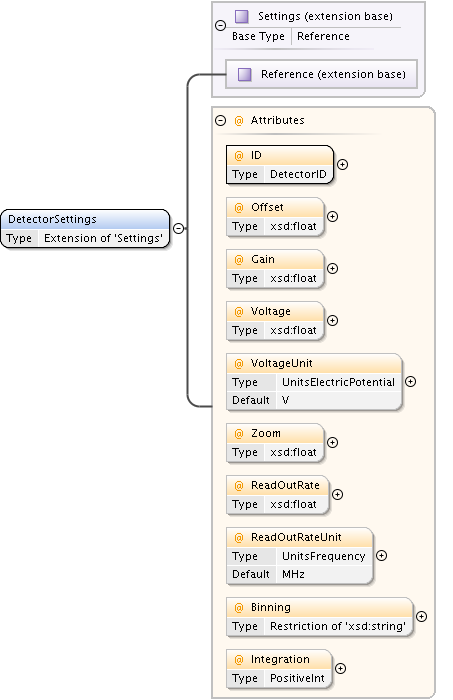 Settings (extension base)
Base Type Reference
Reference (extension base)
@ Attributes
@ ID
Type DetectorID
DetectorSettings
Type Extension of 'Settings'
@ Offset
Type xsd:float
@ Gain
Type xsd:float
@ Voltage
Type xsd:float
@ VoltageUnit
Type UnitsElectricPotential
Default V
@ Zoom
Type xsd:float
@ ReadOutRate
Type xsd:float
@ ReadOutRateUnit
Type UnitsFrequency
Default MHz
@ Binning
Type Restriction of 'xsd:string'
@ Integration
Type PositiveInt